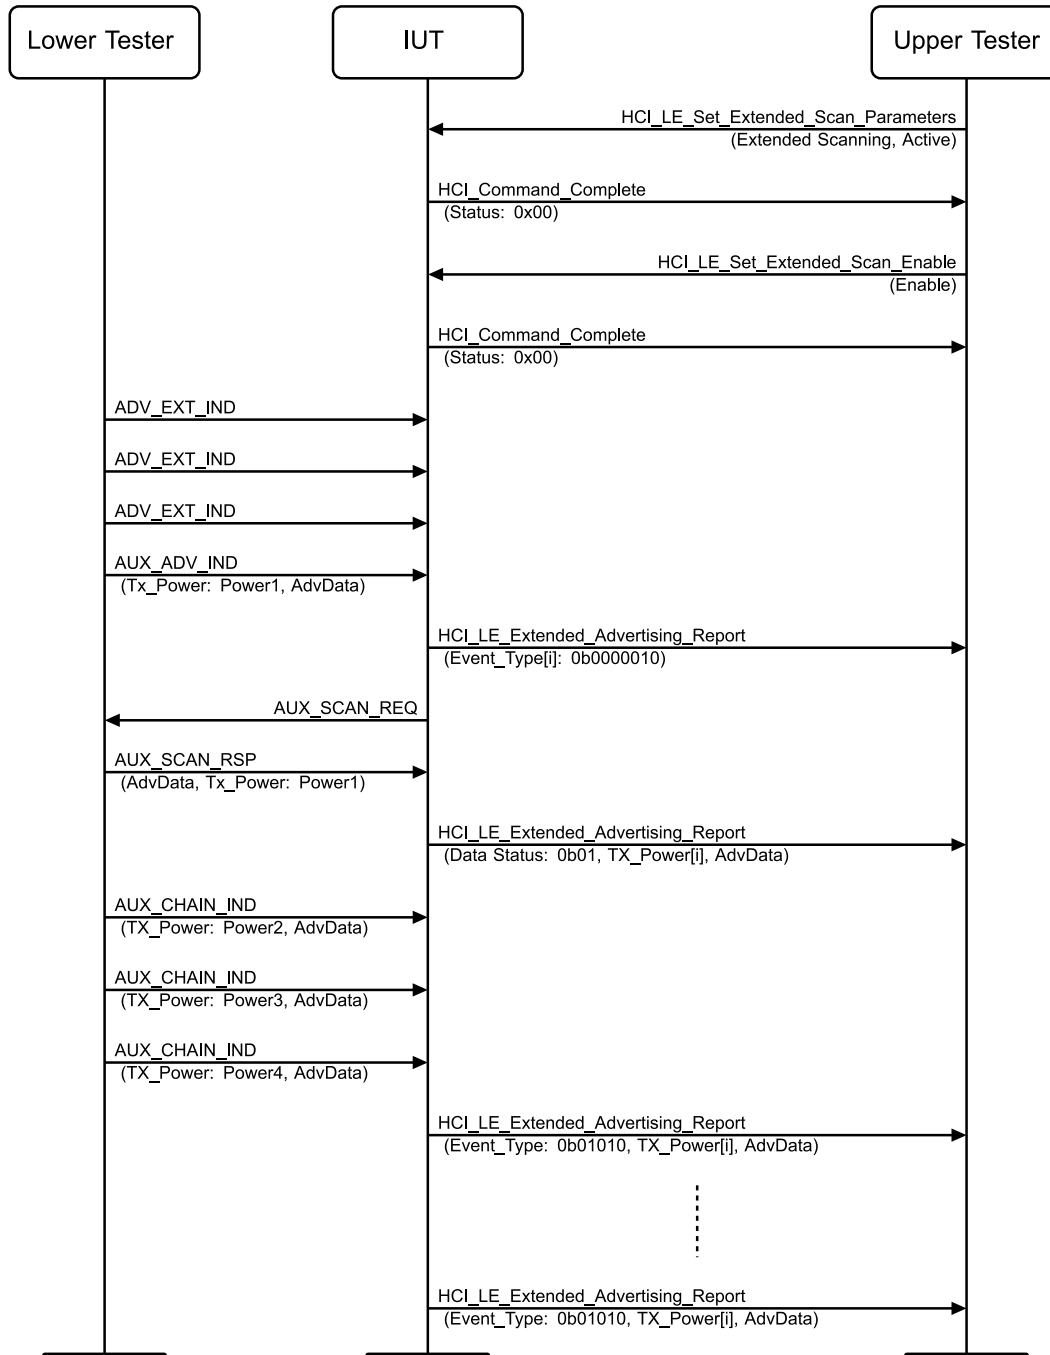 Lower Tester
IUT
Upper Tester
HCI_LE_Set_Extended_Scan_Parameters
(Extended Scanning, Active)
HCI_Command_Complete
(Status: 0x00)
HCI_LE_Set_Extended_Scan_Enable
(Enable)
HCI_Command_Complete
(Status: 0x00)
ADV_EXT_IND
ADV_EXT_IND
ADV_EXT_IND
AUX_ADV_IND
(Tx_Power: Power1, AdvData)
HCI_LE_Extended_Advertising_Report
(Event_Type[i]: 0b0000010)
AUX_SCAN_REQ
AUX_SCAN_RSP
(AdvData, Tx_Power: Power1)
HCI_LE_Extended_Advertising_Report
(Data Status: 0b01, TX_Power[i], AdvData)
AUX_CHAIN_IND
(TX_Power: Power2, AdvData)
AUX_CHAIN_IND
(TX_Power: Power3, AdvData)
AUX_CHAIN_IND
(TX_Power: Power4, AdvData)
HCI_LE_Extended_Advertising_Report
(Event_Type: 0b01010, TX_Power[i], AdvData)
HCI_LE_Extended_Advertising_Report
(Event_Type: 0b01010, TX_Power[i], AdvData)